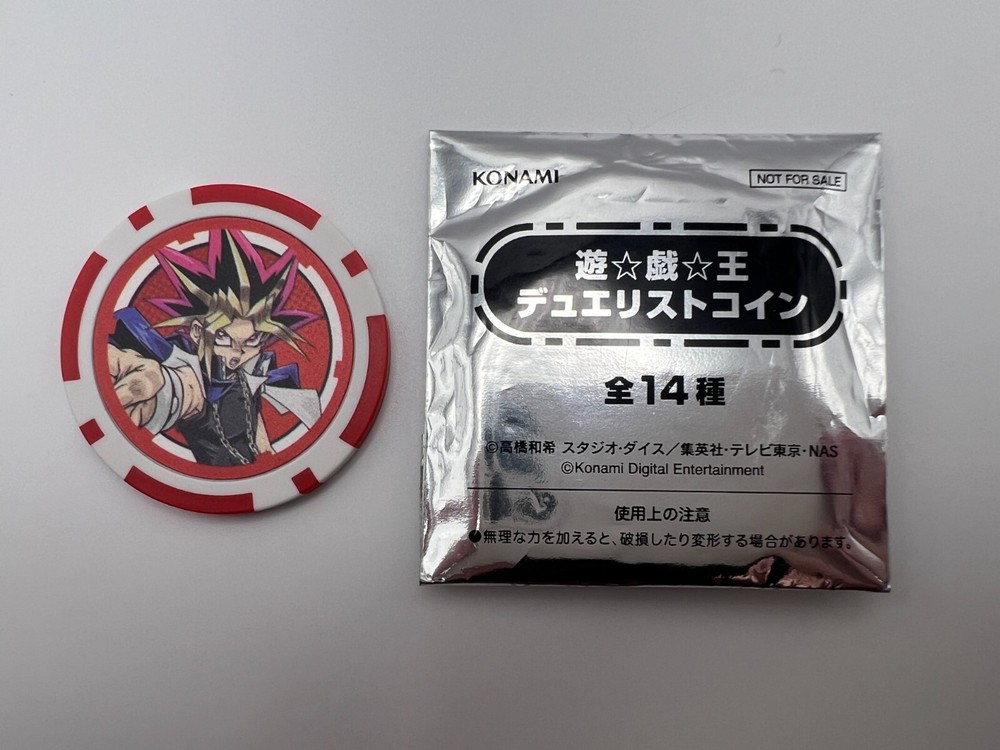 KONAMI
NOT FOR SALE
遊☆戯☆王
デュエリストコイン
全14種
©高橋和希 スタジオ・ダイス／集英社・テレビ東京・NAS
©Konami Digital Entertainment
使用上の注意
●無理な力を加えると、破損したり変形する場合があります。